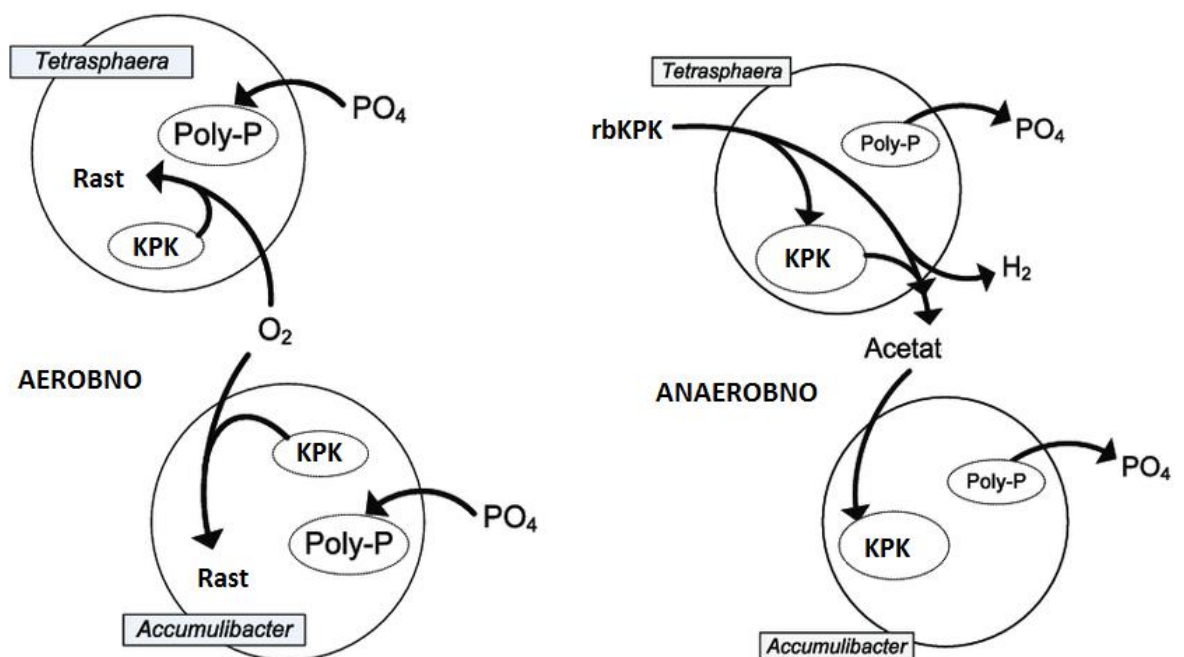 Tetrasphaera
PO₄
Poly-P
Rast
KPK
O₂
AEROBNO
KPK
PO₄
Poly-P
Rast
Accumulibacter
Tetrasphaera
rbKPK
PO₄
Poly-P
KPK
H₂
Acetat
ANAEROBNO
PO₄
Poly-P
KPK
Accumulibacter